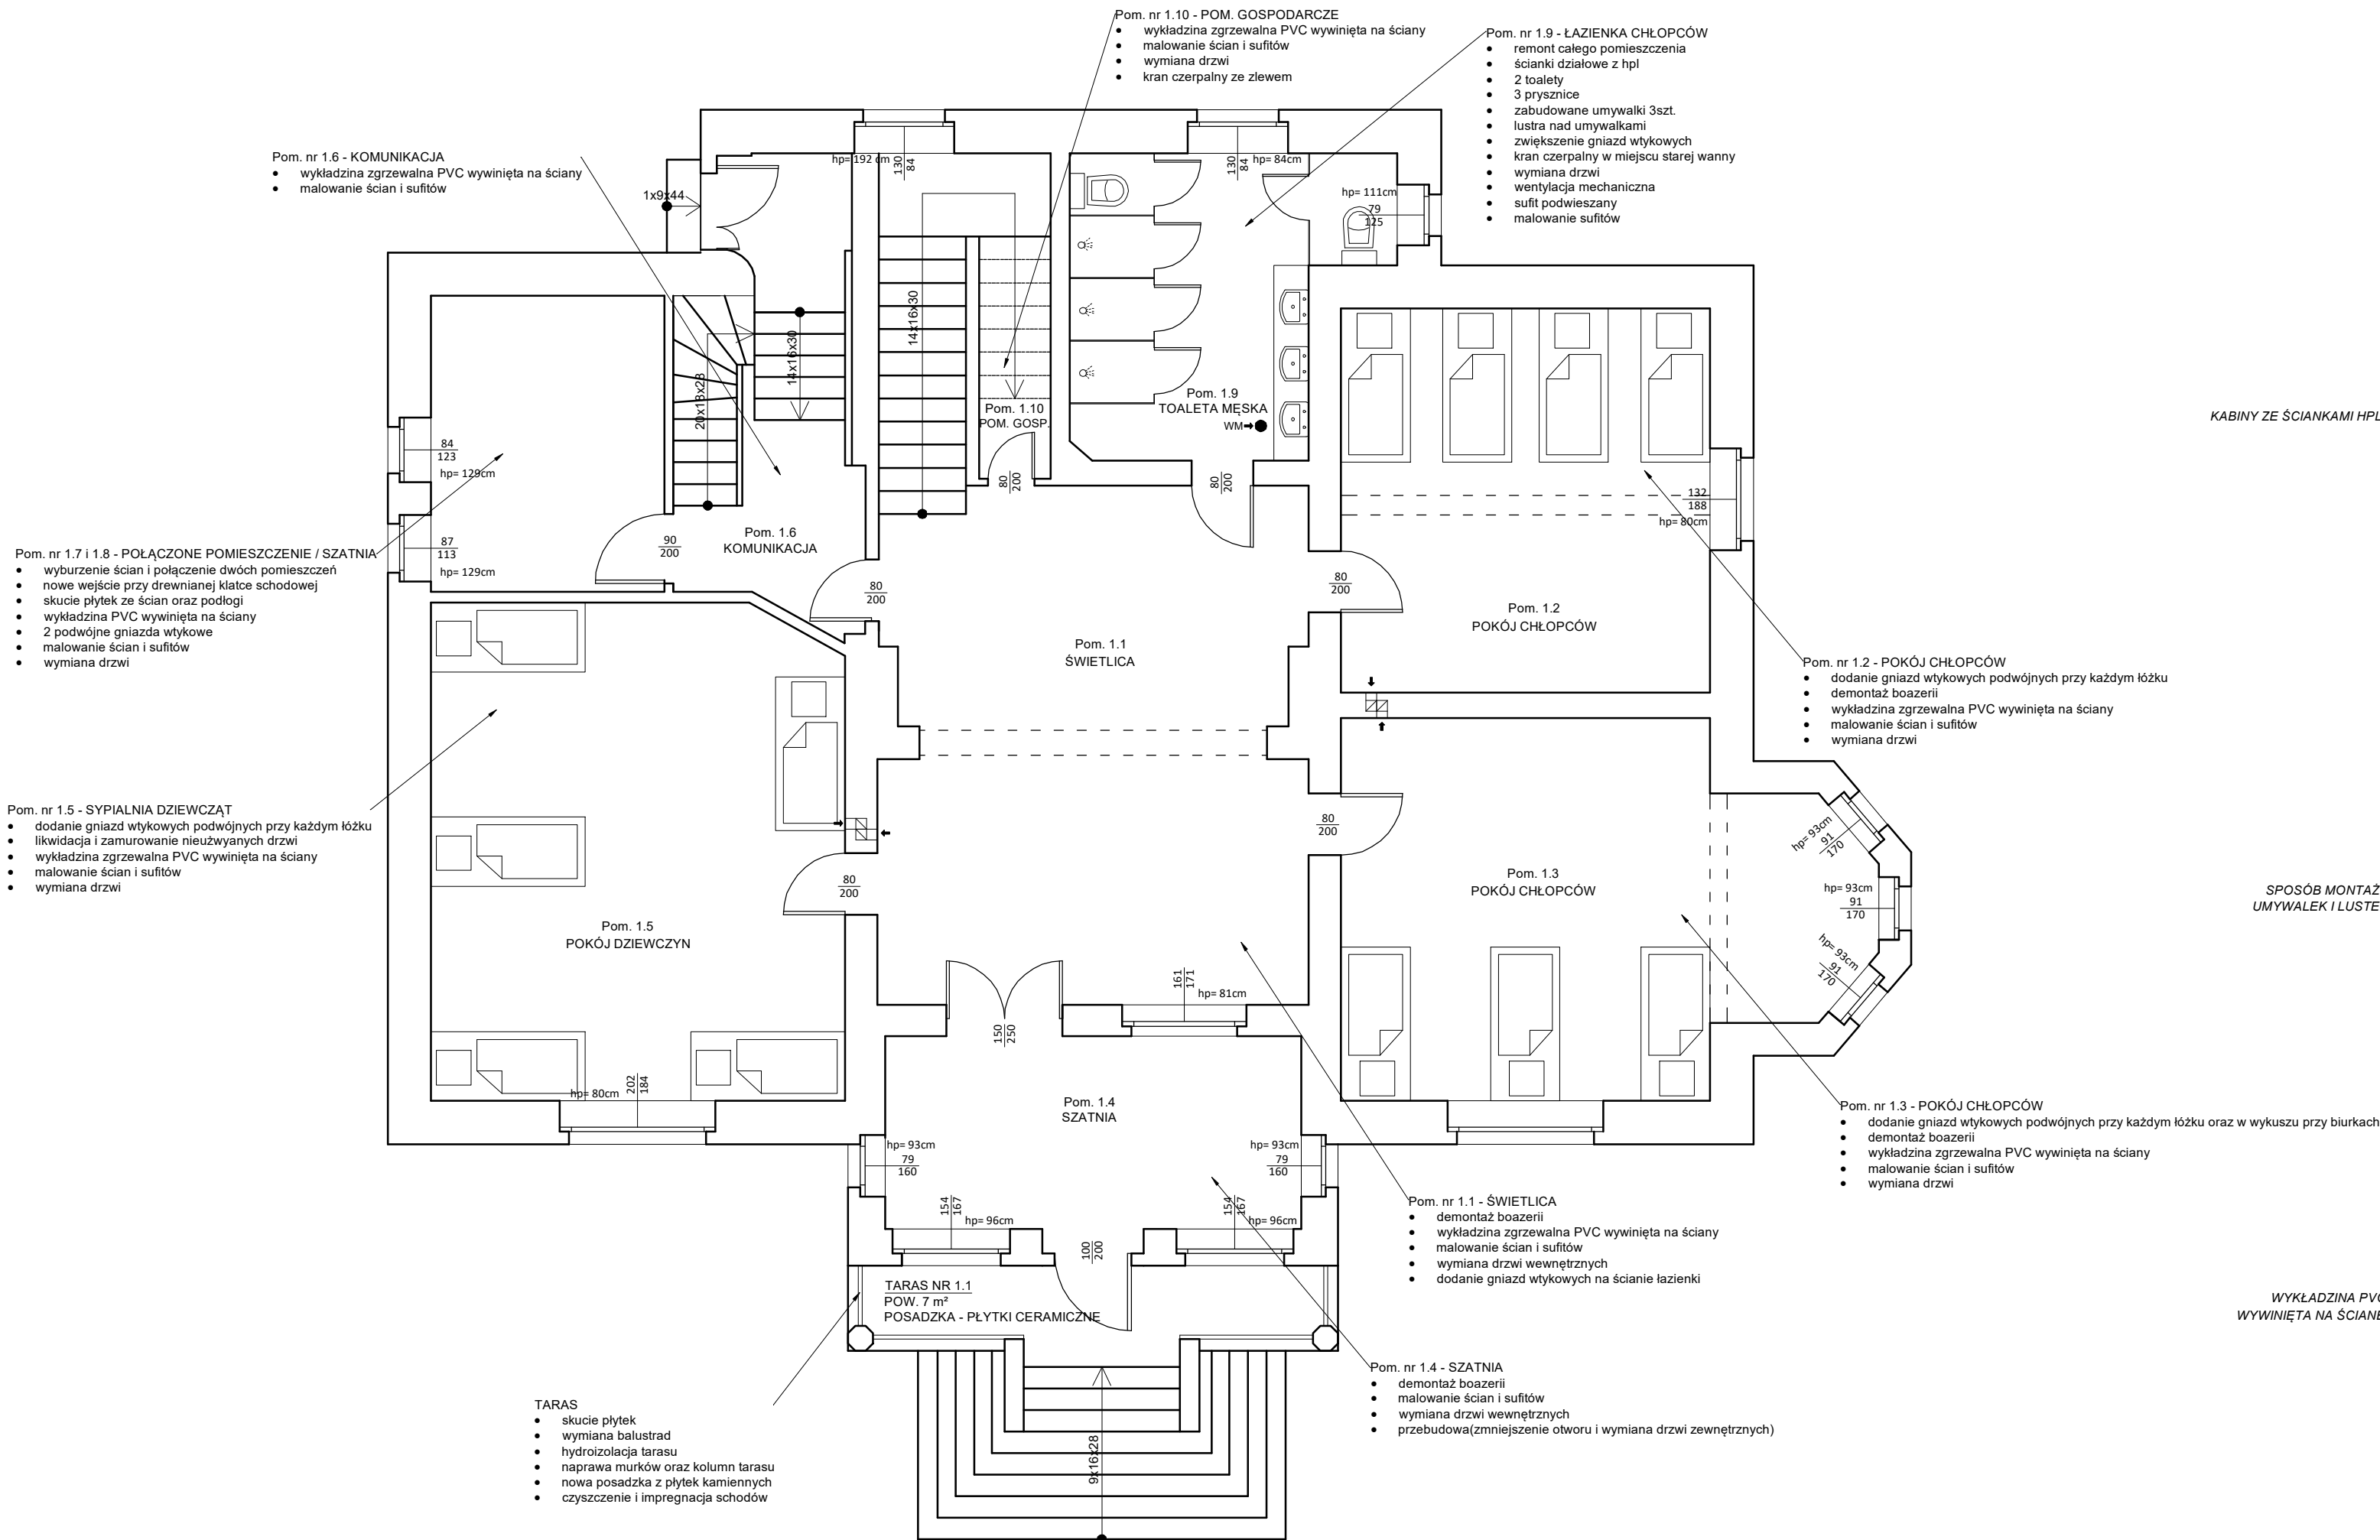 Pom. nr 1.10 - POM. GOSPODARCZE
• wykładzina zgrzewalna PVC wywinięta na ściany
• malowanie ścian i sufitów
• wymiana drzwi
• kran czerpalny ze zlewem
Pom. nr 1.9 - ŁAZIENKA CHŁOPCÓW
• remont całego pomieszczenia
• ścianki działowe z hpl
• 2 toalety
• 3 prysznice
• zabudowane umywalki 3szt.
• lustra nad umywalkami
• zwiększenie gniazd wtykowych
• kran czerpalny w miejscu starej wanny
• wymiana drzwi
• wentylacja mechaniczna
• sufit podwieszany
• malowanie sufitów
Pom. nr 1.6 - KOMUNIKACJA
• wykładzina zgrzewalna PVC wywinięta na ściany
• malowanie ścian i sufitów
1x9x44
hp= 192 cm
130
84
130
84
hp= 84cm
hp= 111cm
79
125
14x16x30
14x16x30
20x18x28
Pom. 1.10
POM. GOSP.
Pom. 1.9
TOALETA MĘSKA
WM
KABINY ZE ŚCIANKAMI HPL
84
123
hp= 129cm
87
113
hp= 129cm
80
200
80
200
132
188
hp= 80cm
90
200
Pom. 1.6
KOMUNIKACJA
80
200
80
200
Pom. nr 1.7 i 1.8 - POŁĄCZONE POMIESZCZENIE / SZATNIA
• wyburzenie ścian i połączenie dwóch pomieszczeń
• nowe wejście przy drewnianej klatce schodowej
• skucie płytek ze ścian oraz podłogi
• wykładzina PVC wywinięta na ściany
• 2 podwójne gniazda wtykowe
• malowanie ścian i sufitów
• wymiana drzwi
Pom. 1.2
POKÓJ CHŁOPCÓW
Pom. 1.1
ŚWIETLICA
Pom. nr 1.2 - POKÓJ CHŁOPCÓW
• dodanie gniazd wtykowych podwójnych przy każdym łóżku
• demontaż boazerii
• wykładzina zgrzewalna PVC wywinięta na ściany
• malowanie ścian i sufitów
• wymiana drzwi
Pom. nr 1.5 - SYPIALNIA DZIEWCZĄT
• dodanie gniazd wtykowych podwójnych przy każdym łóżku
• likwidacja i zamurowanie nieużwyanych drzwi
• wykładzina zgrzewalna PVC wywinięta na ściany
• malowanie ścian i sufitów
• wymiana drzwi
80
200
80
200
hp= 93cm
91
170
hp= 93cm
91
170
hp= 93cm
91
170
Pom. 1.3
POKÓJ CHŁOPCÓW
SPOSÓB MONTAŻ
UMYWALEK I LUSTE
Pom. 1.5
POKÓJ DZIEWCZYN
161
171
hp= 81cm
150
250
hp= 80cm
202
184
Pom. 1.4
SZATNIA
Pom. nr 1.3 - POKÓJ CHŁOPCÓW
• dodanie gniazd wtykowych podwójnych przy każdym łóżku oraz w wykuszu przy biurkach
• demontaż boazerii
• wykładzina zgrzewalna PVC wywinięta na ściany
• malowanie ścian i sufitów
• wymiana drzwi
hp= 93cm
79
160
hp= 93cm
79
160
154
167
hp= 96cm
154
167
hp= 96cm
100
200
Pom. nr 1.1 - ŚWIETLICA
• demontaż boazerii
• wykładzina zgrzewalna PVC wywinięta na ściany
• malowanie ścian i sufitów
• wymiana drzwi wewnętrznych
• dodanie gniazd wtykowych na ścianie łazienki
TARAS NR 1.1
POW. 7 m²
POSADZKA - PŁYTKI CERAMICZNE
WYKŁADZINA PVC
WYWINIĘTA NA ŚCIANĘ
Pom. nr 1.4 - SZATNIA
• demontaż boazerii
• malowanie ścian i sufitów
• wymiana drzwi wewnętrznych
• przebudowa(zmniejszenie otworu i wymiana drzwi zewnętrznych)
TARAS
• skucie płytek
• wymiana balustrad
• hydroizolacja tarasu
• naprawa murków oraz kolumn tarasu
• nowa posadzka z płytek kamiennych
• czyszczenie i impregnacja schodów
9x16x28